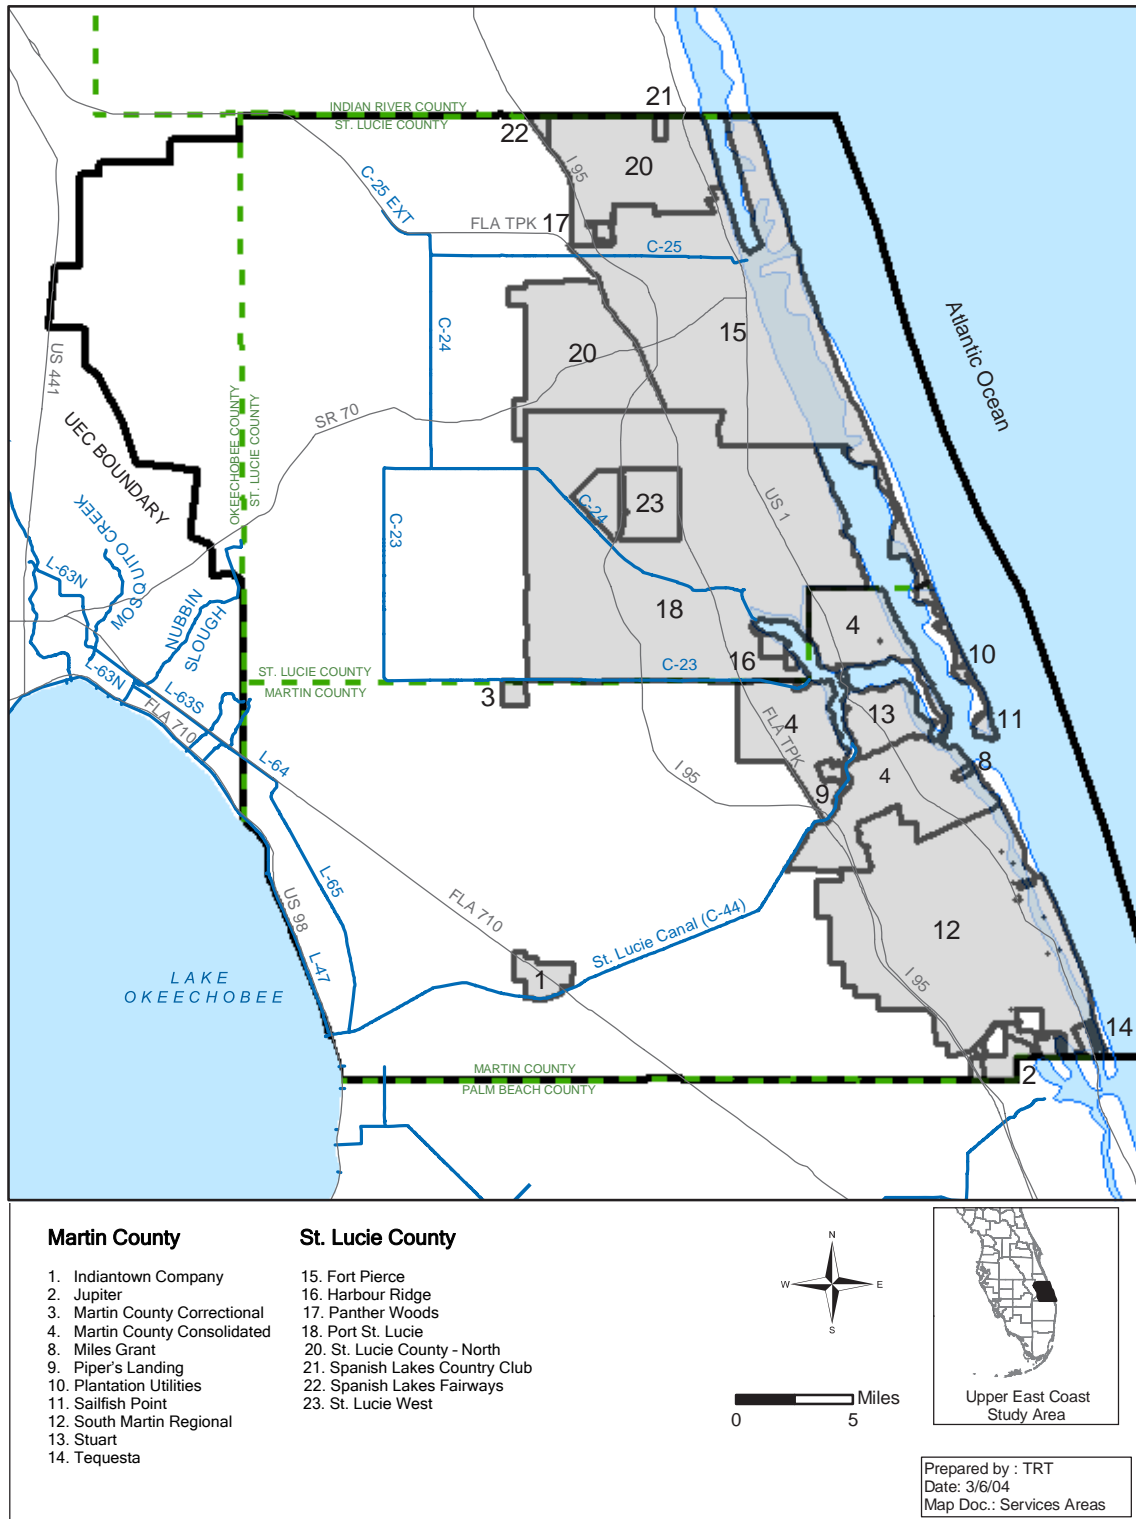 21
INDIAN RIVER COUNTY
ST. LUCIE COUNTY
22
I 95
20
C-25 EXT
17
FLA TPK
C-25
Atlantic Ocean
C-24
15
20
US 441
SR 70
UEC BOUNDARY
OKEECHOBEE COUNTY
ST. LUCIE COUNTY
US 1
23
C-24
C-23
MOSQUITO CREEK
L-63N
NUBBIN
SLOUGH
18
4
16
10
C-23
ST. LUCIE COUNTY
MARTIN COUNTY
L-63N
L-63S
FLA 710
3
4
13
11
FLA TPK
L-64
I 95
4
8
9
L-65
US 98
FLA 710
St. Lucie Canal (C-44)
12
L-47
LAKE
OKEECHOBEE
1
I 95
14
MARTIN COUNTY
PALM BEACH COUNTY
2
Martin County
1. Indiantown Company
2. Jupiter
3. Martin County Correctional
4. Martin County Consolidated
8. Miles Grant
9. Piper's Landing
10. Plantation Utilities
11. Sailfish Point
12. South Martin Regional
13. Stuart
14. Tequesta
St. Lucie County
15. Fort Pierce
16. Harbour Ridge
17. Panther Woods
18. Port St. Lucie
20. St. Lucie County - North
21. Spanish Lakes Country Club
22. Spanish Lakes Fairways
23. St. Lucie West
N
W
E
S
Miles
0
5
Upper East Coast
Study Area
Prepared by : TRT
Date: 3/6/04
Map Doc.: Services Areas